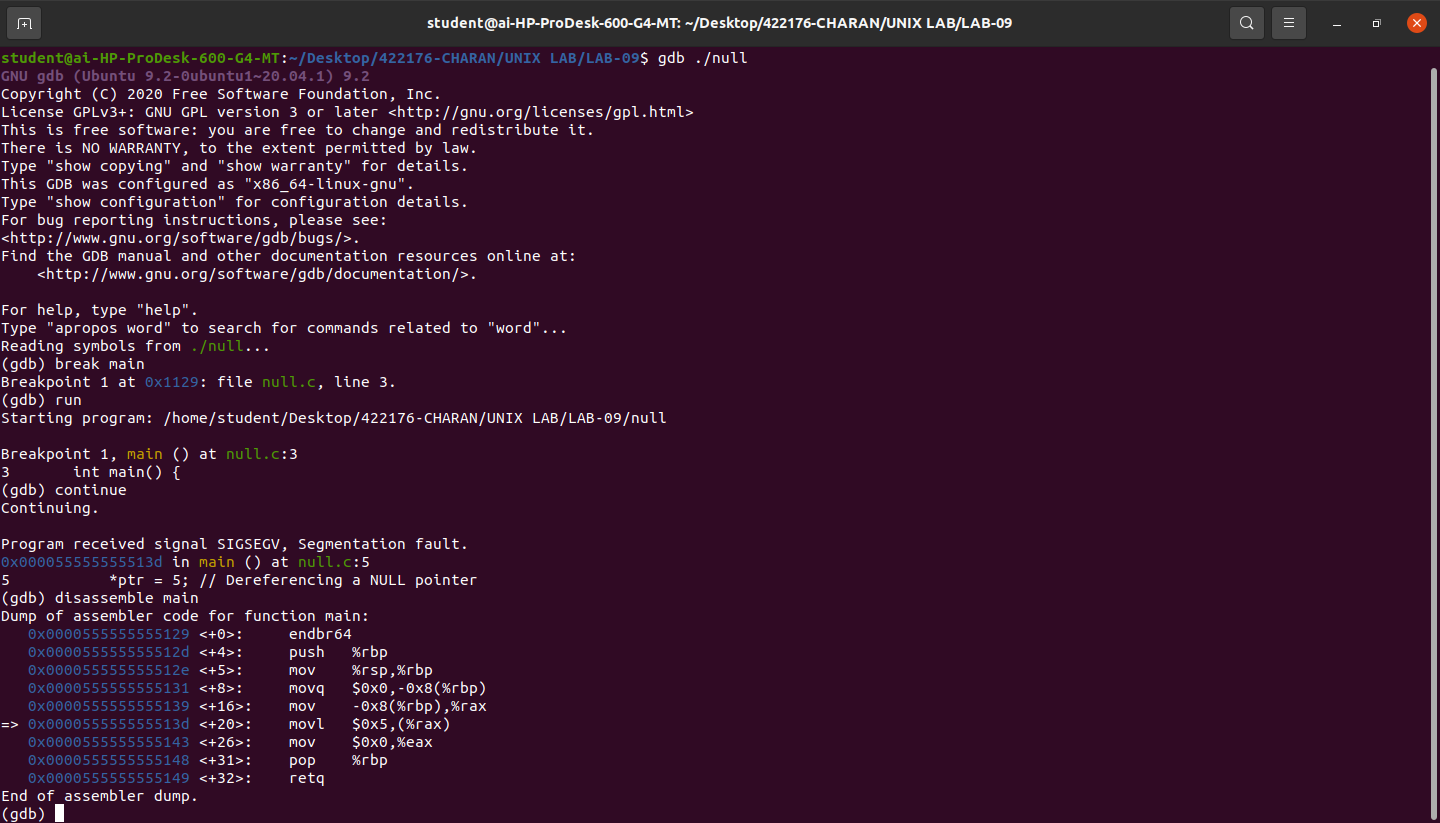 student@ai-HP-ProDesk-600-G4-MT: ~/Desktop/422176-CHARAN/UNIX LAB/LAB-09
student@ai-HP-ProDesk-600-G4-MT:~/Desktop/422176-CHARAN/UNIX LAB/LAB-09$ gdb ./null
GNU gdb (Ubuntu 9.2-0ubuntu1~20.04.1) 9.2
Copyright (C) 2020 Free Software Foundation, Inc.
License GPLv3+: GNU GPL version 3 or later <http://gnu.org/licenses/gpl.html>
This is free software: you are free to change and redistribute it.
There is NO WARRANTY, to the extent permitted by law.
Type "show copying" and "show warranty" for details.
This GDB was configured as "x86_64-linux-gnu".
Type "show configuration" for configuration details.
For bug reporting instructions, please see:
<http://www.gnu.org/software/gdb/bugs/>.
Find the GDB manual and other documentation resources online at:
    <http://www.gnu.org/software/gdb/documentation/>.

For help, type "help".
Type "apropos word" to search for commands related to "word"...
Reading symbols from ./null...
(gdb) break main
Breakpoint 1 at 0x1129: file null.c, line 3.
(gdb) run
Starting program: /home/student/Desktop/422176-CHARAN/UNIX LAB/LAB-09/null

Breakpoint 1, main () at null.c:3
3       int main() {
(gdb) continue
Continuing.

Program received signal SIGSEGV, Segmentation fault.
0x000055555555513d in main () at null.c:5
5           *ptr = 5; // Dereferencing a NULL pointer
(gdb) disassemble main
Dump of assembler code for function main:
   0x0000555555555129 <+0>:     endbr64
   0x000055555555512d <+4>:     push   %rbp
   0x000055555555512e <+5>:     mov    %rsp,%rbp
   0x0000555555555131 <+8>:     movq   $0x0,-0x8(%rbp)
   0x0000555555555139 <+16>:    mov    -0x8(%rbp),%rax
=> 0x000055555555513d <+20>:    movl   $0x5,(%rax)
   0x0000555555555143 <+26>:    mov    $0x0,%eax
   0x0000555555555148 <+31>:    pop    %rbp
   0x0000555555555149 <+32>:    retq
End of assembler dump.
(gdb)